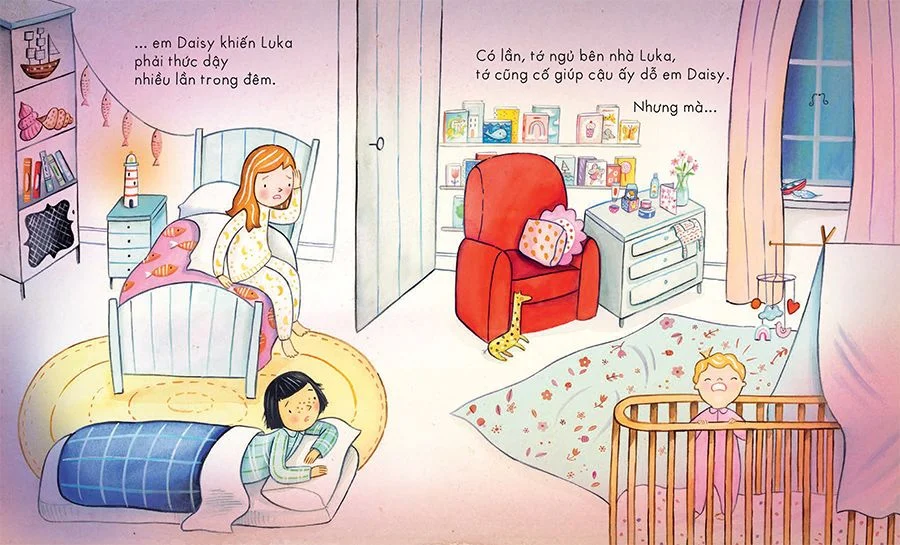 ... em Daisy khiến Luka
phải thức dậy
nhiều lần trong đêm.
Có lần, tớ ngủ bên nhà Luka,
tớ cũng cố giúp cậu ấy dỗ em Daisy.
Nhưng mà...